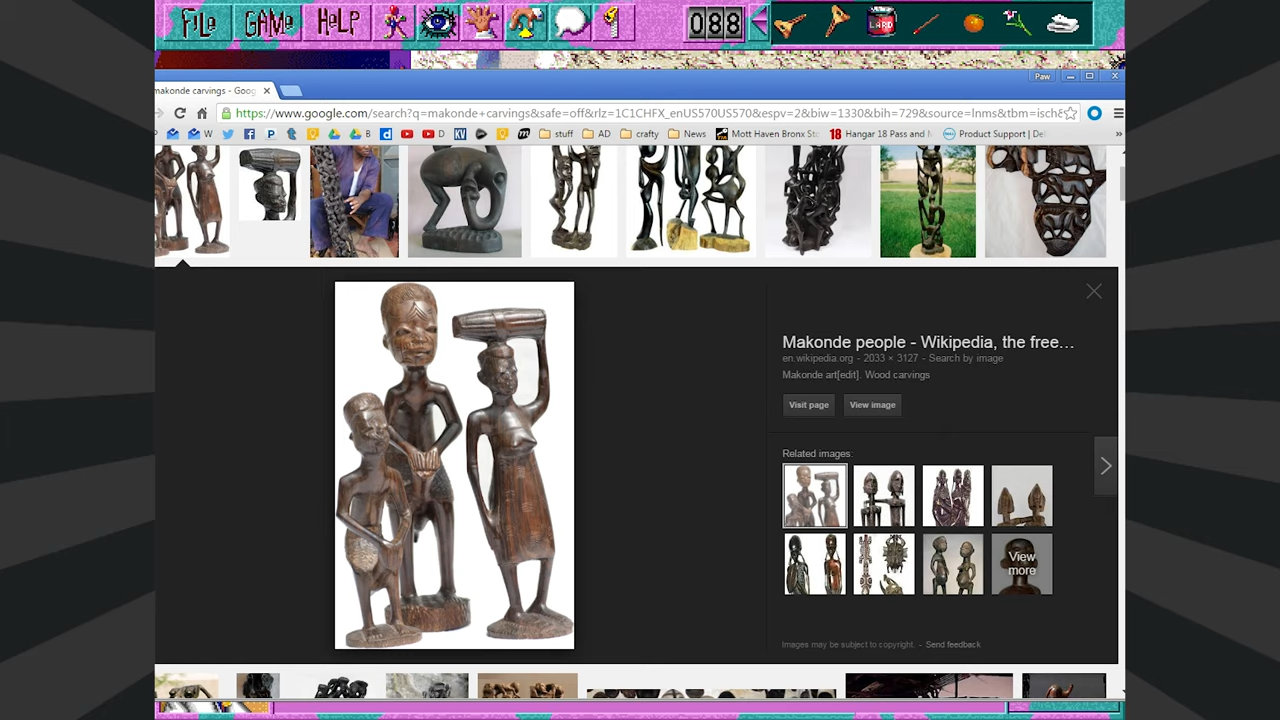 FILE GAME HELP 088 LARD
Paw
makonde carvings - Goog
https://www.google.com/search?q=makonde+carvings&safe=off&rlz=1C1CHFX_enUS570US570&espv=2&biw=1330&bih=729&source=lnms&tbm=isch&
W B D KV m stuff AD crafty News Mott Haven Bronx Sto 18 Hangar 18 Pass and N Product Support | Del »
Makonde people - Wikipedia, the free…
en.wikipedia.org - 2033 × 3127 - Search by image
Makonde art[edit]. Wood carvings
Visit page View image
Related images:
View
more
Images may be subject to copyright. - Send feedback